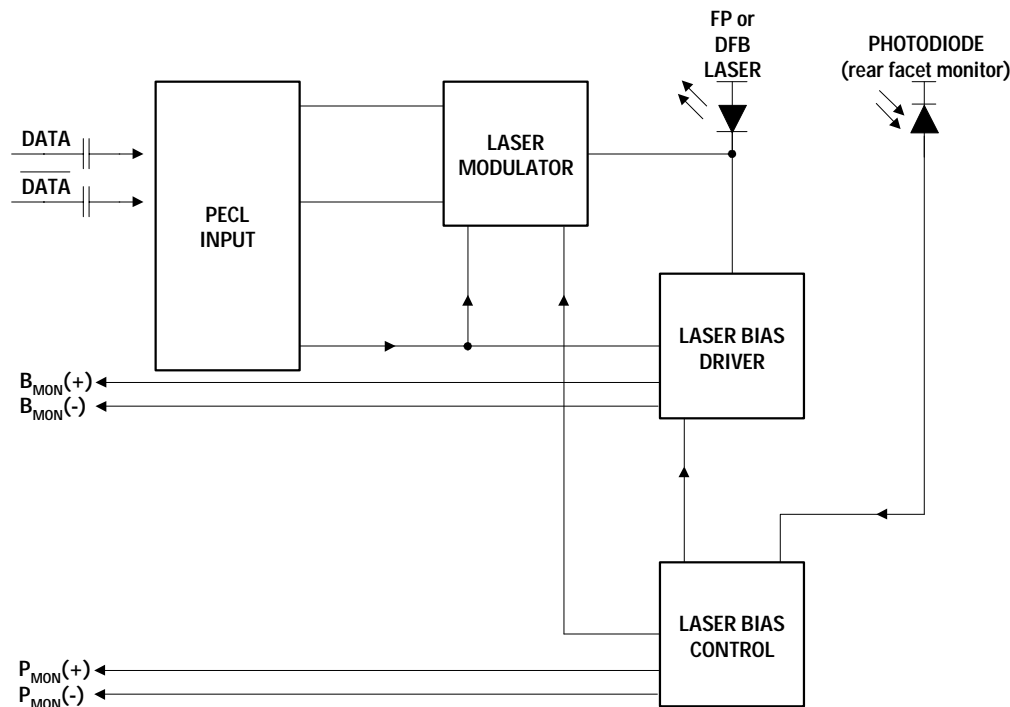 FP or
DFB
LASER
PHOTODIODE
(rear facet monitor)
DATA
DATA
PECL
INPUT
LASER
MODULATOR
LASER BIAS
DRIVER
BMON(+)
BMON(-)
LASER BIAS
CONTROL
PMON(+)
PMON(-)